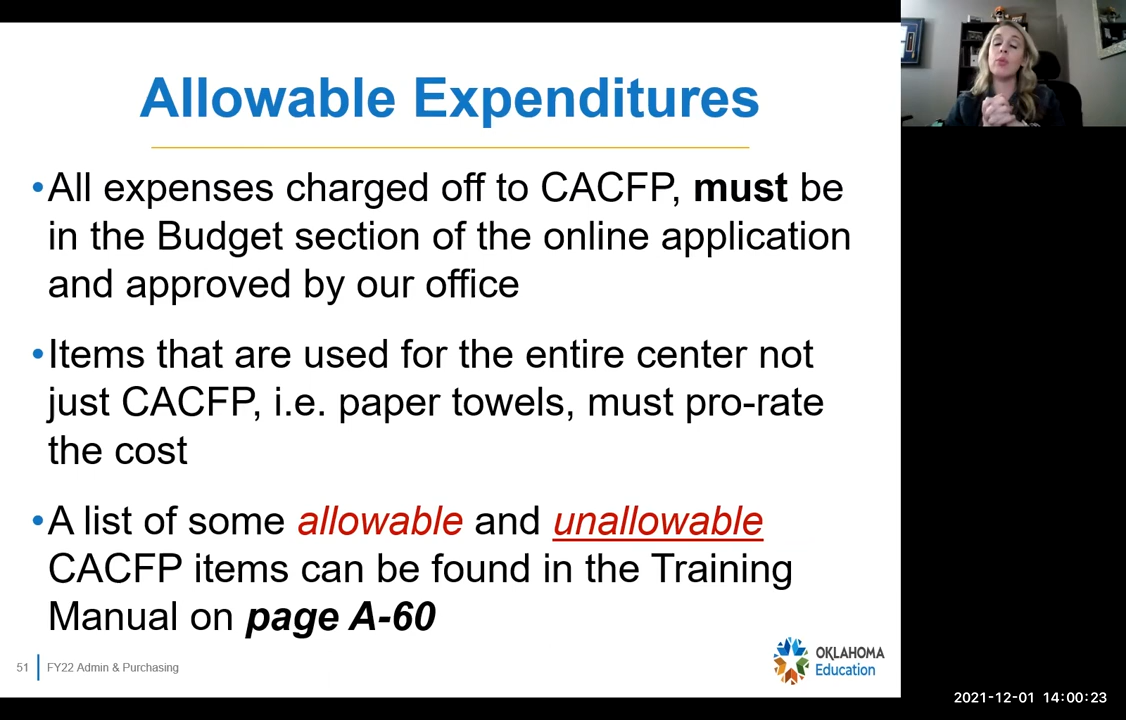 Allowable Expenditures
•All expenses charged off to CACFP, must be
in the Budget section of the online application
and approved by our office
•Items that are used for the entire center not
just CACFP, i.e. paper towels, must pro-rate
the cost
•A list of some allowable and unallowable
CACFP items can be found in the Training
Manual on page A-60
51 FY22 Admin & Purchasing
OKLAHOMA
Education
2021-12-01 14:00:23